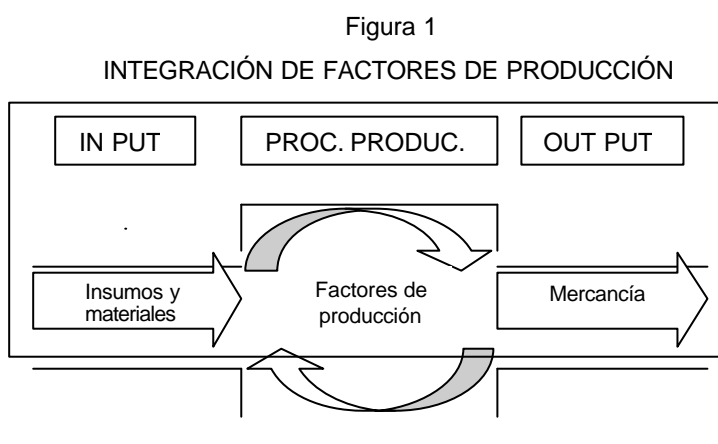 Figura 1
INTEGRACIÓN DE FACTORES DE PRODUCCIÓN
IN PUT
PROC. PRODUC.
OUT PUT
Insumos y
materiales
Factores de
producción
Mercancía